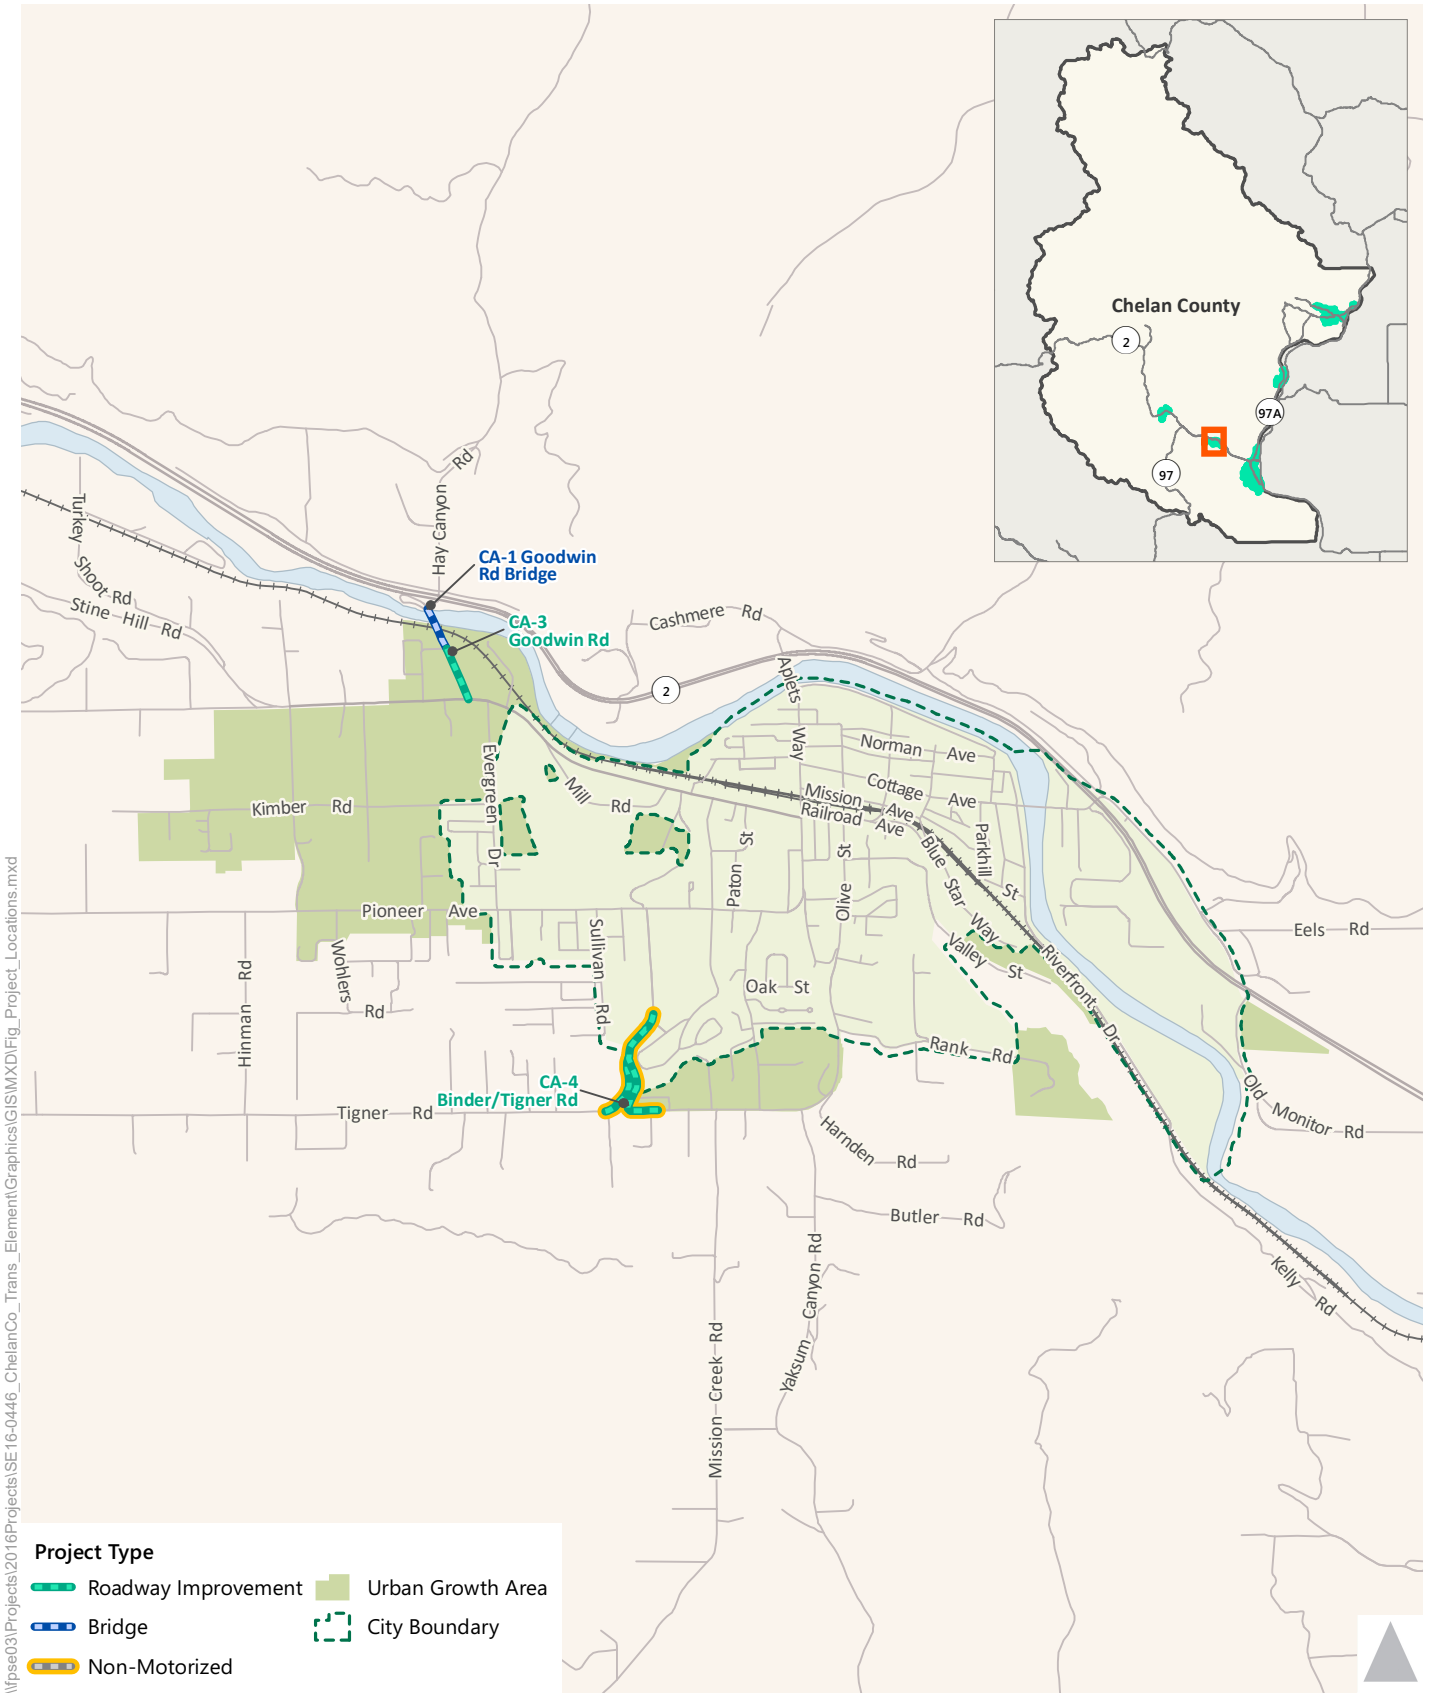 Chelan County
2
97A
97
Hay Canyon Rd
Turkey Shoot Rd
Stine Hill Rd
CA-1 Goodwin
Rd Bridge
CA-3
Goodwin Rd
Cashmere Rd
2
Aplets Way
Norman Ave
Cottage Ave
Mission Ave
Railroad Ave
Evergreen Dr
Mill Rd
Kimber Rd
Parkhill St
Blue Star Way
Paton St
Olive St
Pioneer Ave
Sullivan Rd
Wohlers Rd
Hinman Rd
Valley St
Riverfront Dr
Eels Rd
Oak St
Rank Rd
CA-4
Binder/Tigner Rd
Tigner Rd
Old Monitor Rd
Harnden Rd
Butler Rd
Yaksum Canyon Rd
Mission Creek Rd
Kelly Rd
Project Type
Roadway Improvement
Bridge
Non-Motorized
Urban Growth Area
City Boundary
\\fpse03\Projects\2016Projects\SE16-0446_ChelanCo_Trans_Element\Graphics\GIS\MXD\Fig_Project_Locations.mxd